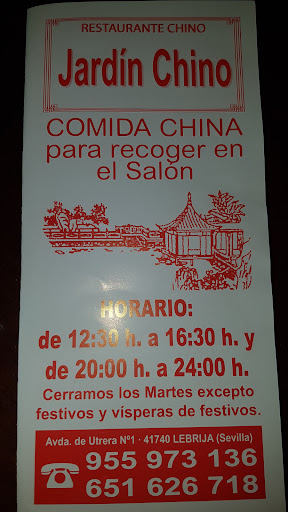 RESTAURANTE CHINO
Jardín Chino
COMIDA CHINA
para recoger en
el Salón
HORARIO:
de 12:30 h. a 16:30 h. y
de 20:00 h. a 24:00 h.
Cerramos los Martes excepto
festivos y vísperas de festivos.
Avda. de Utrera Nº1 · 41740 LEBRIJA (Sevilla)
955 973 136
651 626 718